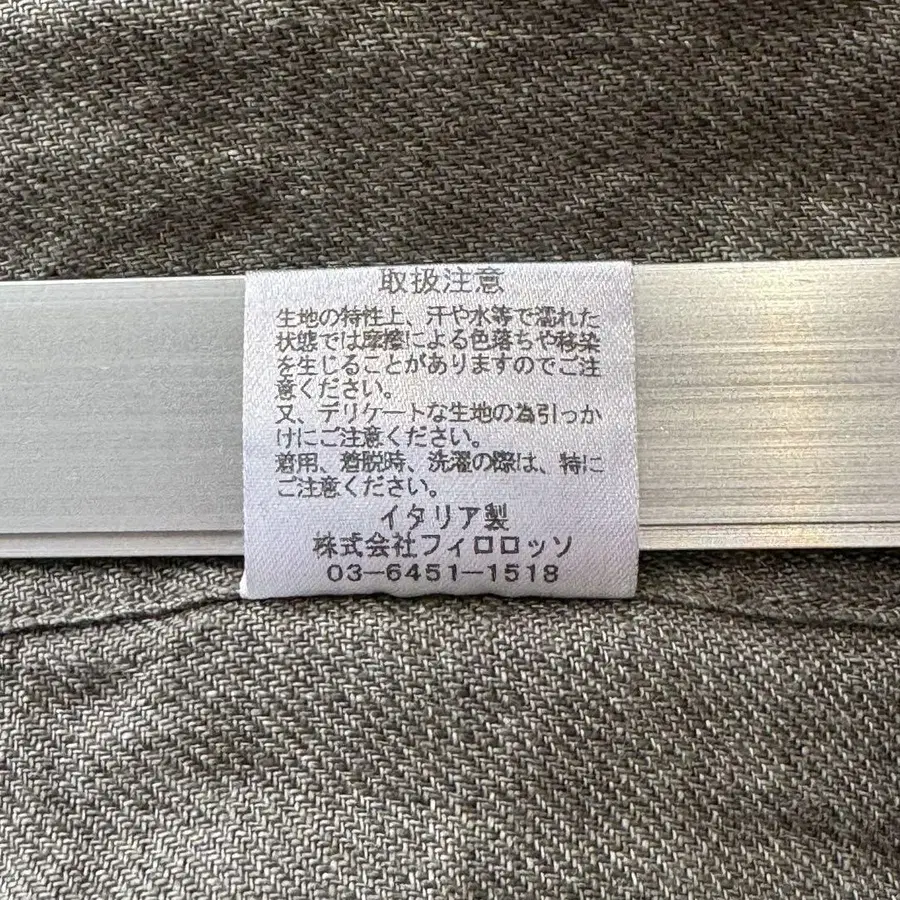 取扱注意
生地の特性上、汗や水等で濡れた
状態では摩擦による色落ちや移染
を生じることがありますのでご注
意ください。
又、デリケートな生地の為引っか
けにご注意ください。
着用、着脱時、洗濯の際は、特に
ご注意ください。
イタリア製
株式会社フィロロッソ
03-6451-1518